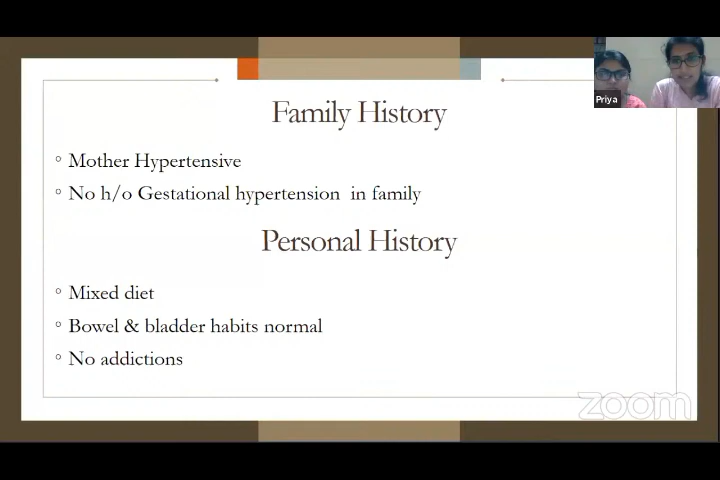 Family History
° Mother Hypertensive
° No h/o Gestational hypertension in family
Personal History
° Mixed diet
° Bowel & bladder habits normal
° No addictions
Priya
zoom